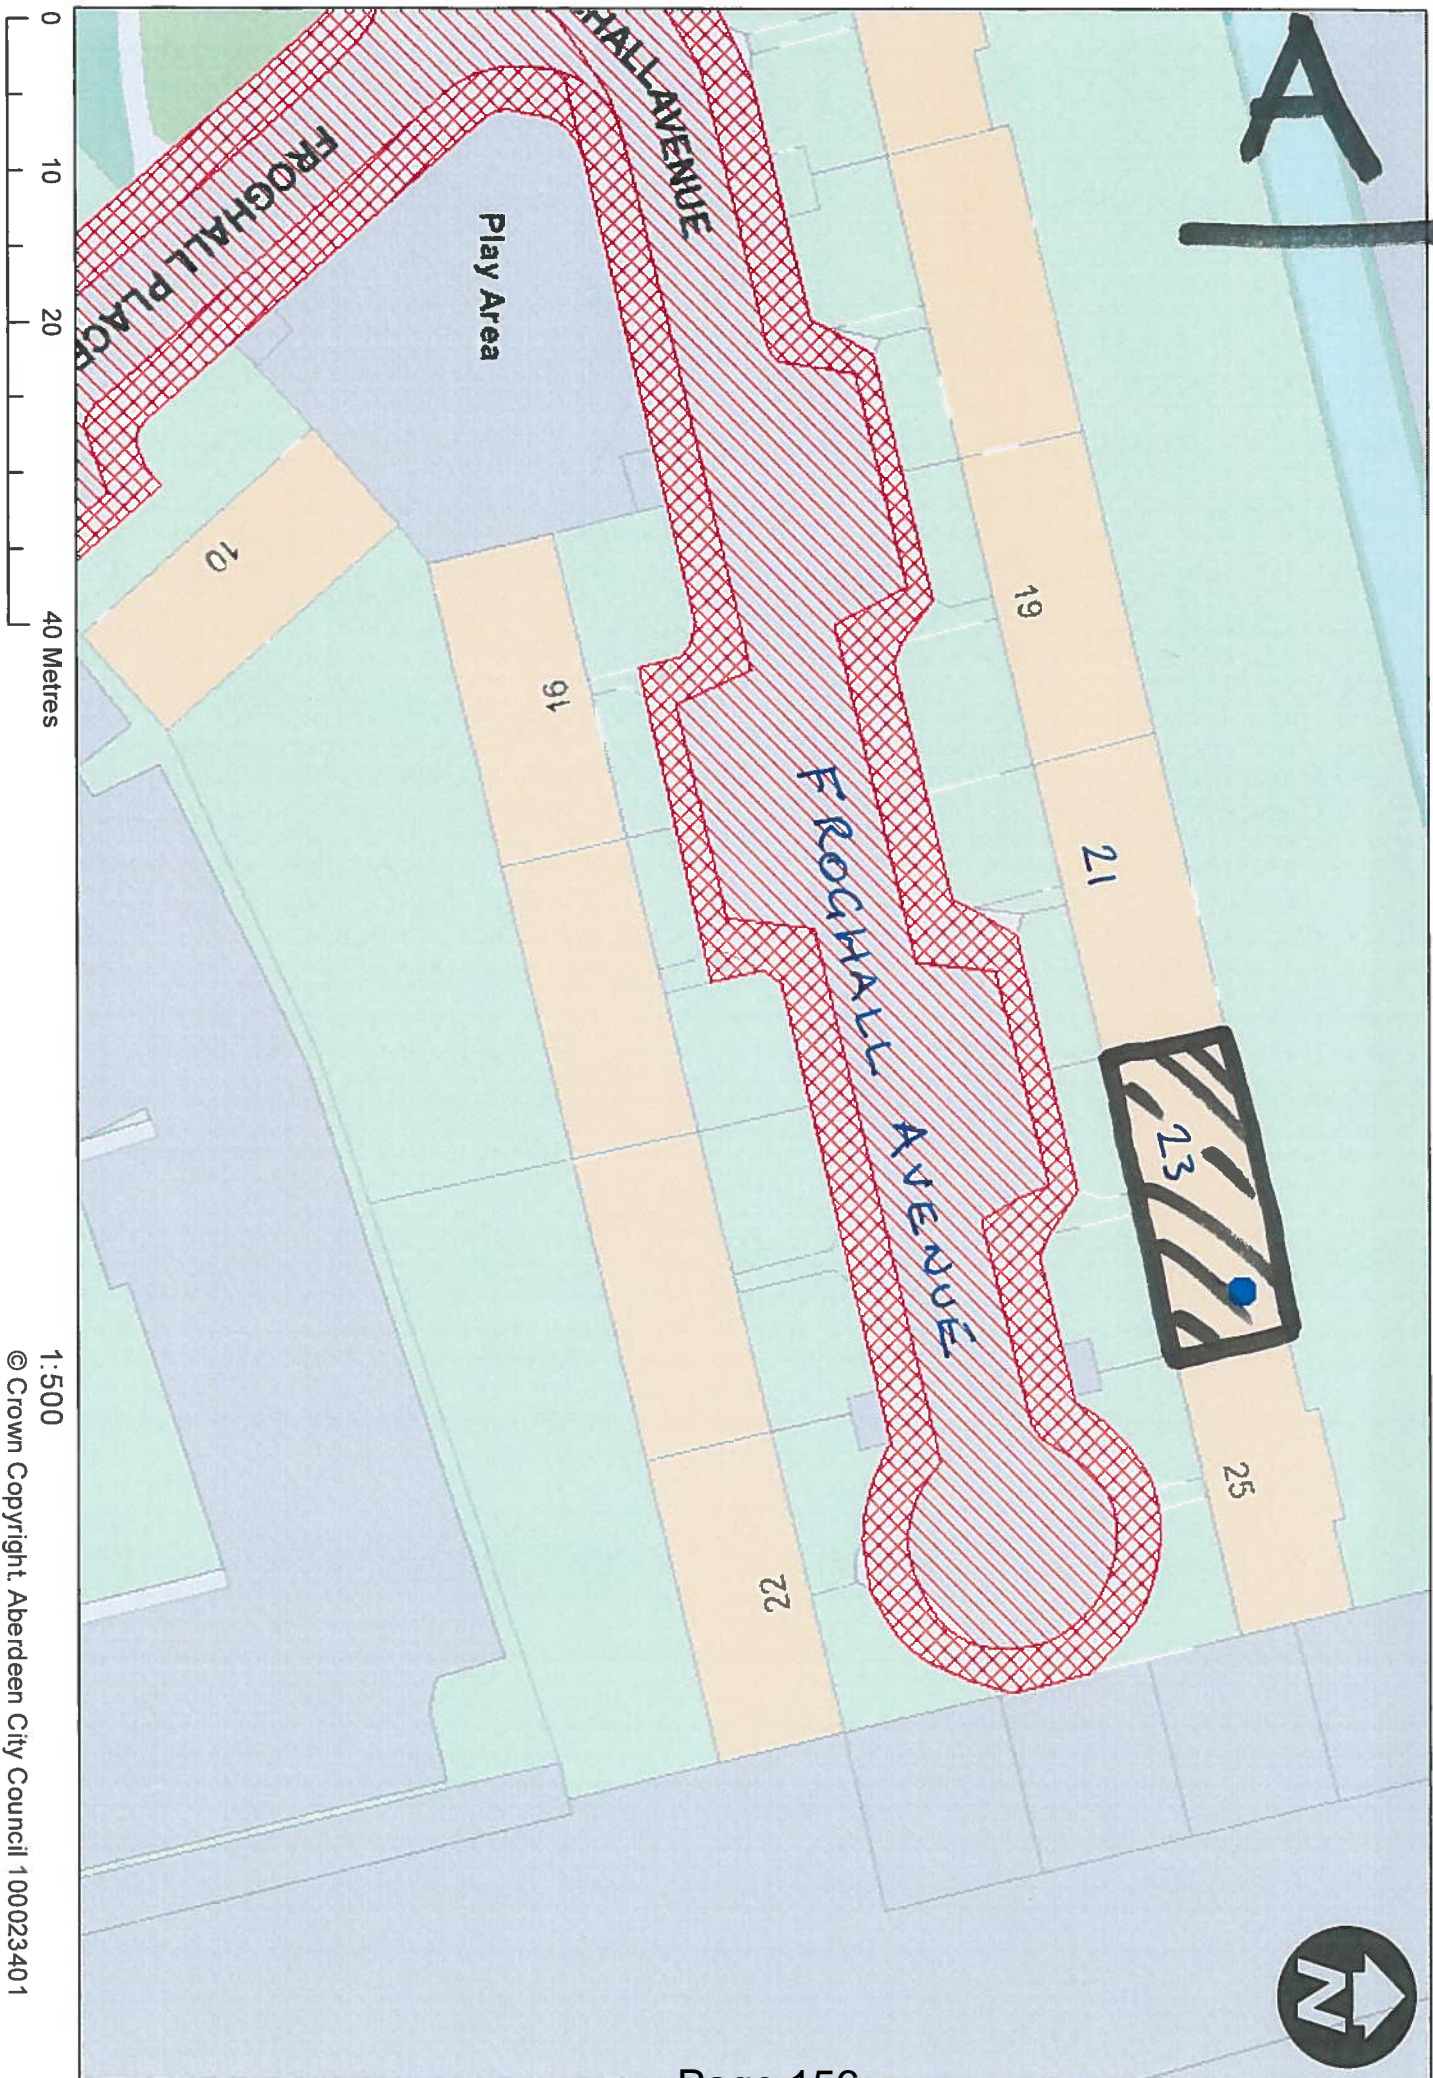 A
N
HALL AVENUE
FROGHALL PLACE
Play Area
10
16
19
21
FROGHALL AVENUE
23
25
22
0 10 20 40 Metres
1:500
© Crown Copyright. Aberdeen City Council 100023401